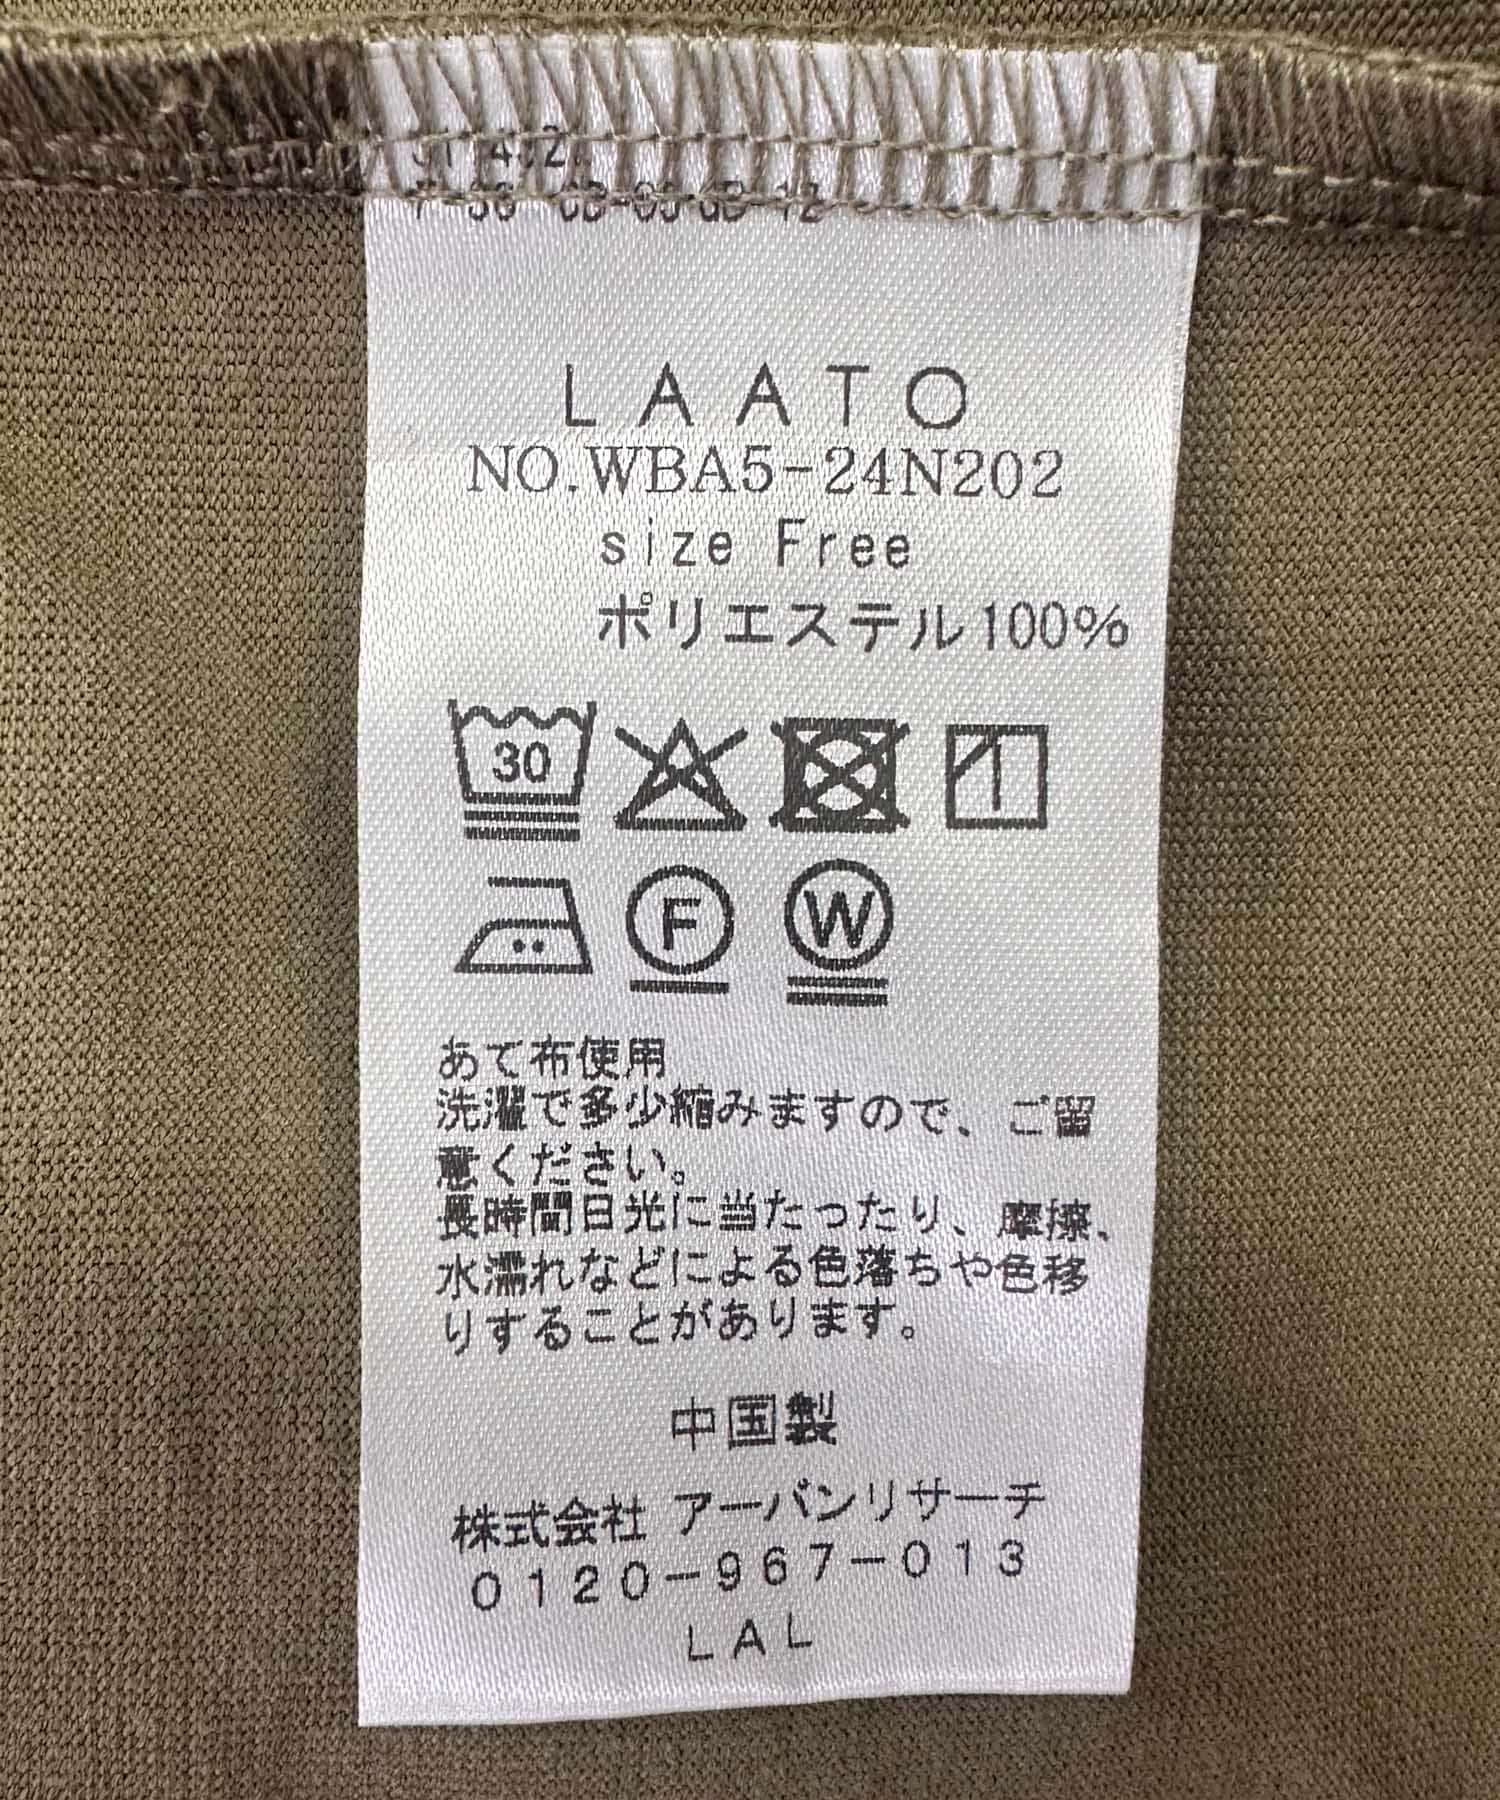 LAATO
NO.WBA5-24N202
size Free
ポリエステル100%
30
F W
あて布使用
洗濯で多少縮みますので、ご留
意ください。
長時間日光に当たったり、摩擦、
水濡れなどによる色落ちや色移
りすることがあります。
中国製
株式会社 アーバンリサーチ
0120-967-013
LAL